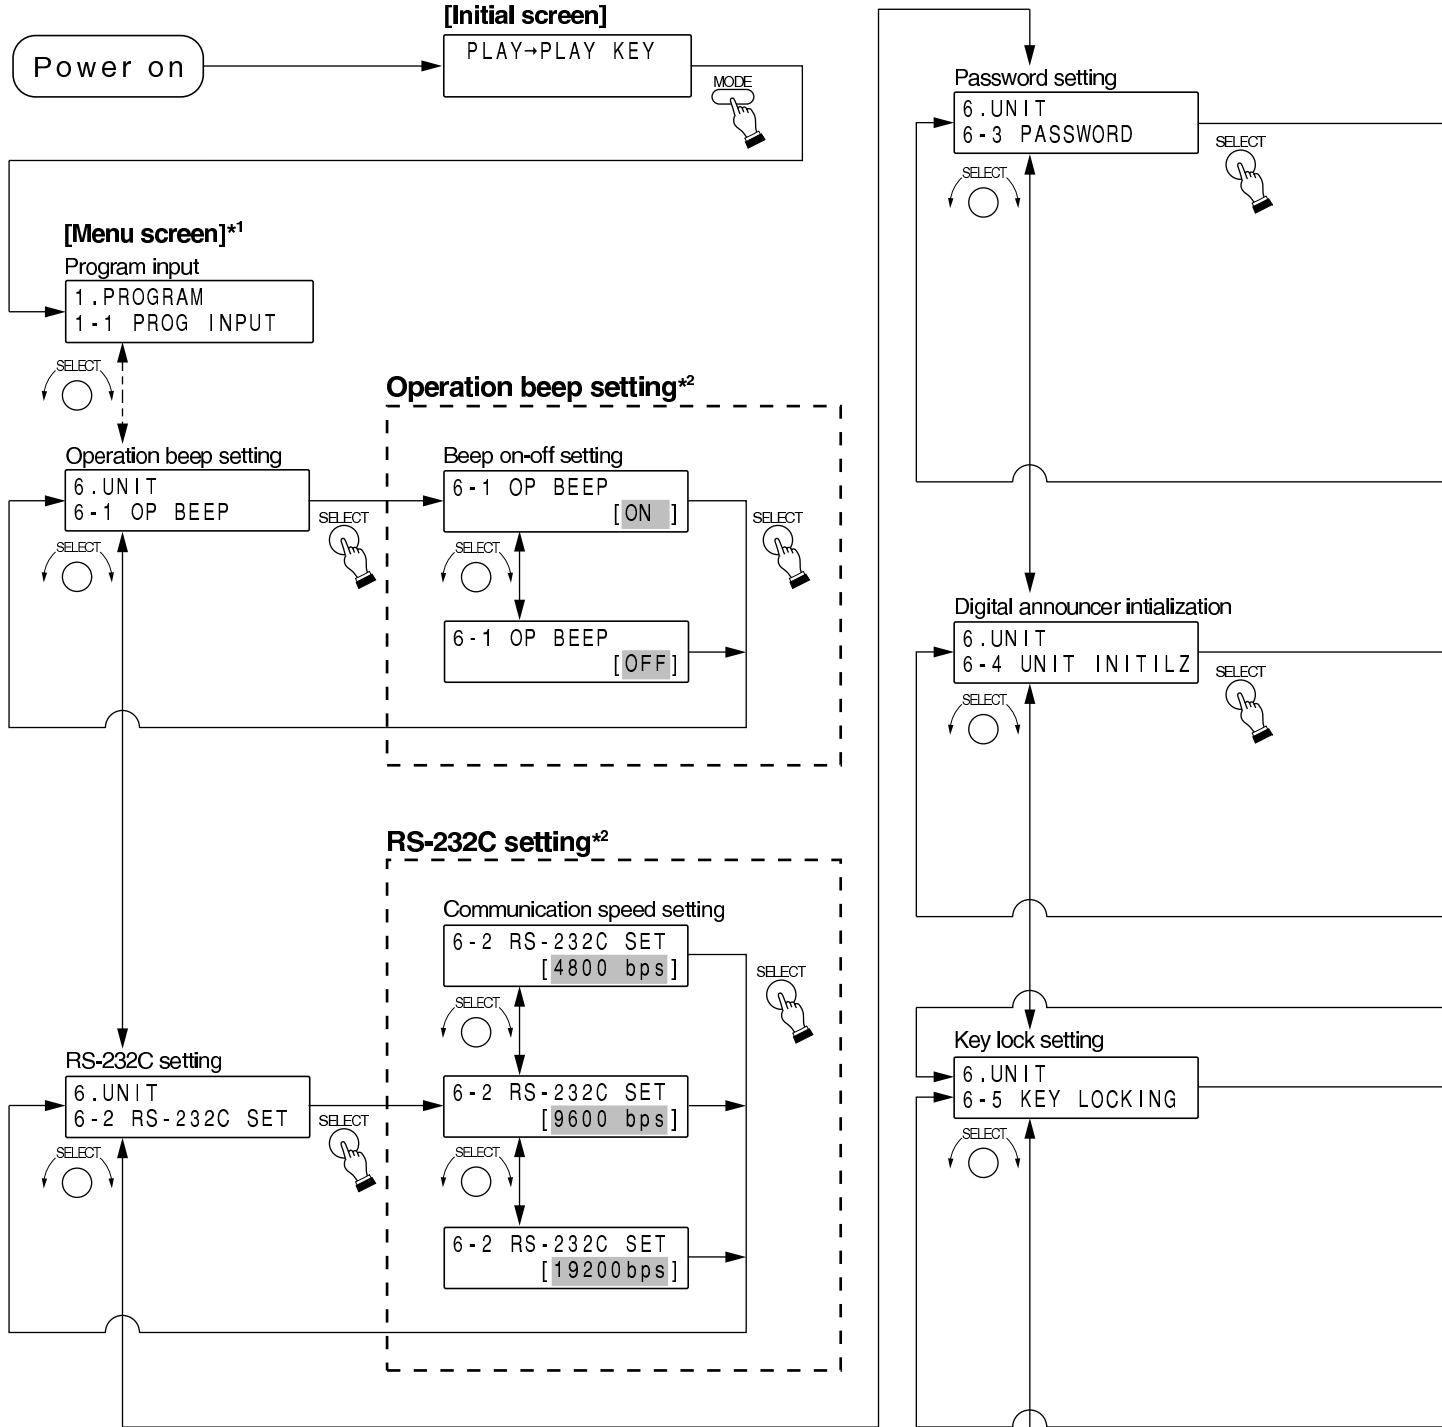 [Initial screen]
Power on
PLAY→PLAY KEY
MODE
[Menu screen]*1
Program input
1.PROGRAM
1-1 PROG INPUT
SELECT
Operation beep setting*2
Operation beep setting
6.UNIT
6-1 OP BEEP
SELECT
SELECT
Beep on-off setting
6-1 OP BEEP
[ON ]
SELECT
SELECT
6-1 OP BEEP
[OFF]
RS-232C setting*2
Communication speed setting
6-2 RS-232C SET
[4800 bps]
SELECT
SELECT
RS-232C setting
6.UNIT
6-2 RS-232C SET
SELECT
SELECT
6-2 RS-232C SET
[9600 bps]
SELECT
6-2 RS-232C SET
[19200bps]
Password setting
6.UNIT
6-3 PASSWORD
SELECT
SELECT
Digital announcer intialization
6.UNIT
6-4 UNIT INITILZ
SELECT
SELECT
Key lock setting
6.UNIT
6-5 KEY LOCKING
SELECT